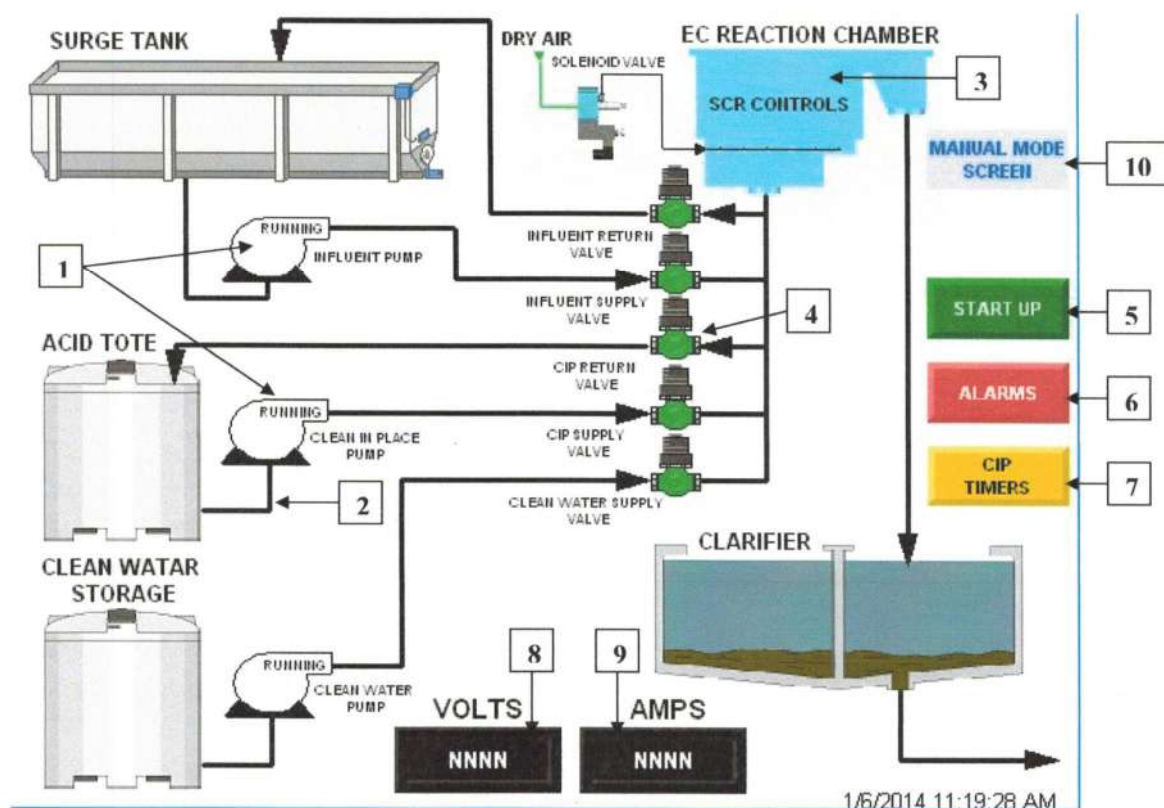 SURGE TANK
DRY AIR
SOLENOID VALVE
EC REACTION CHAMBER
SCR CONTROLS
3
MANUAL MODE
SCREEN
10
RUNNING
INFLUENT PUMP
1
INFLUENT RETURN
VALVE
INFLUENT SUPPLY
VALVE
4
START UP
5
ACID TOTE
CIP RETURN
VALVE
ALARMS
6
RUNNING
CLEAN IN PLACE
PUMP
CIP SUPPLY
VALVE
2
CIP
TIMERS
7
CLEAN WATER SUPPLY
VALVE
CLARIFIER
CLEAN WATAR
STORAGE
RUNNING
CLEAN WATER
PUMP
8
9
VOLTS
AMPS
NNNN
NNNN
1/6/2014 11:19:28 AM